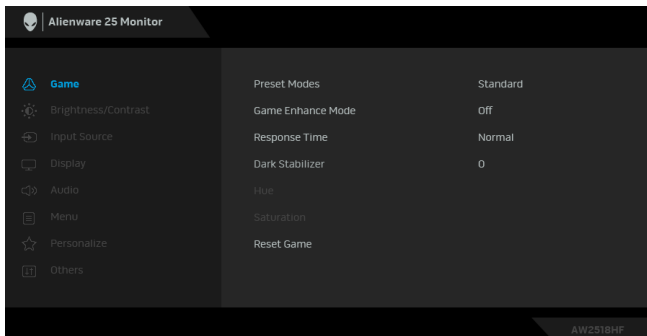 Alienware 25 Monitor
Game
Preset Modes Standard
Brightness/Contrast
Game Enhance Mode Off
Input Source
Response Time Normal
Display
Dark Stabilizer 0
Audio
Hue
Menu
Saturation
Personalize
Reset Game
Others
AW2518HF